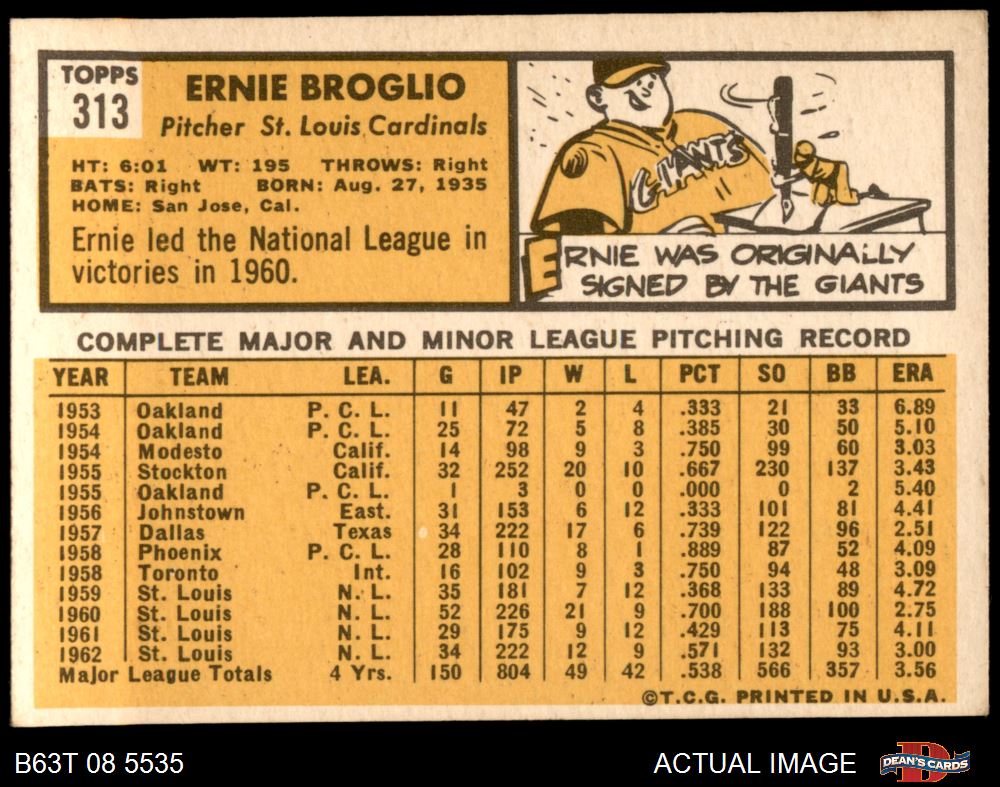 TOPPS
313
ERNIE BROGLIO
Pitcher St. Louis Cardinals
HT: 6:01 WT: 195 THROWS: Right
BATS: Right BORN: Aug. 27, 1935
HOME: San Jose, Cal.
Ernie led the National League in
victories in 1960.
GIANTS
ERNIE WAS ORIGINALLY
SIGNED BY THE GIANTS
COMPLETE MAJOR AND MINOR LEAGUE PITCHING RECORD
YEAR TEAM LEA. G IP W L PCT SO BB ERA
1953 Oakland P. C. L. 11 47 2 4 .333 21 33 6.89
1954 Oakland P. C. L. 25 72 5 8 .385 30 50 5.10
1954 Modesto Calif. 14 98 9 3 .750 99 60 3.03
1955 Stockton Calif. 32 252 20 10 .667 230 137 3.43
1955 Oakland P. C. L. 1 3 0 0 .000 0 2 5.40
1956 Johnstown East. 31 153 6 12 .333 101 81 4.41
1957 Dallas Texas 34 222 17 6 .739 122 96 2.51
1958 Phoenix P. C. L. 28 110 8 1 .889 87 52 4.09
1958 Toronto Int. 16 102 9 3 .750 94 48 3.09
1959 St. Louis N. L. 35 181 7 12 .368 133 89 4.72
1960 St. Louis N. L. 52 226 21 9 .700 188 100 2.75
1961 St. Louis N. L. 29 175 9 12 .429 113 75 4.11
1962 St. Louis N. L. 34 222 12 9 .571 132 93 3.00
Major League Totals 4 Yrs. 150 804 49 42 .538 566 357 3.56
©T.C.G. PRINTED IN U.S.A.
B63T 08 5535 ACTUAL IMAGE DEAN'S CARDS